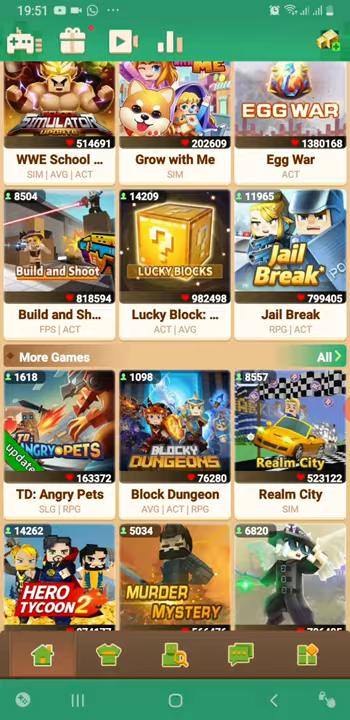 19:51
WITH ME
SIMULATOR
UPDATE
EGG WAR
514691
202609
1380168
WWE School ...
Grow with Me
Egg War
SIM | AVG | ACT
SIM
ACT
8504
14209
11965
Build and Shoot
LUCKY BLOCKS
Jail Break
818594
982498
799405
Build and Sh...
Lucky Block: ...
Jail Break
FPS | ACT
ACT | AVG
RPG | ACT
More Games
All
1618
1098
8557
TD: ANGRY PETS
update
BLOCKY DUNGEONS
Realm City
163372
76280
523122
TD: Angry Pets
Block Dungeon
Realm City
SLG | RPG
AVG | ACT | RPG
SIM
14262
5034
6820
HERO TYCOON 2
MURDER MYSTERY